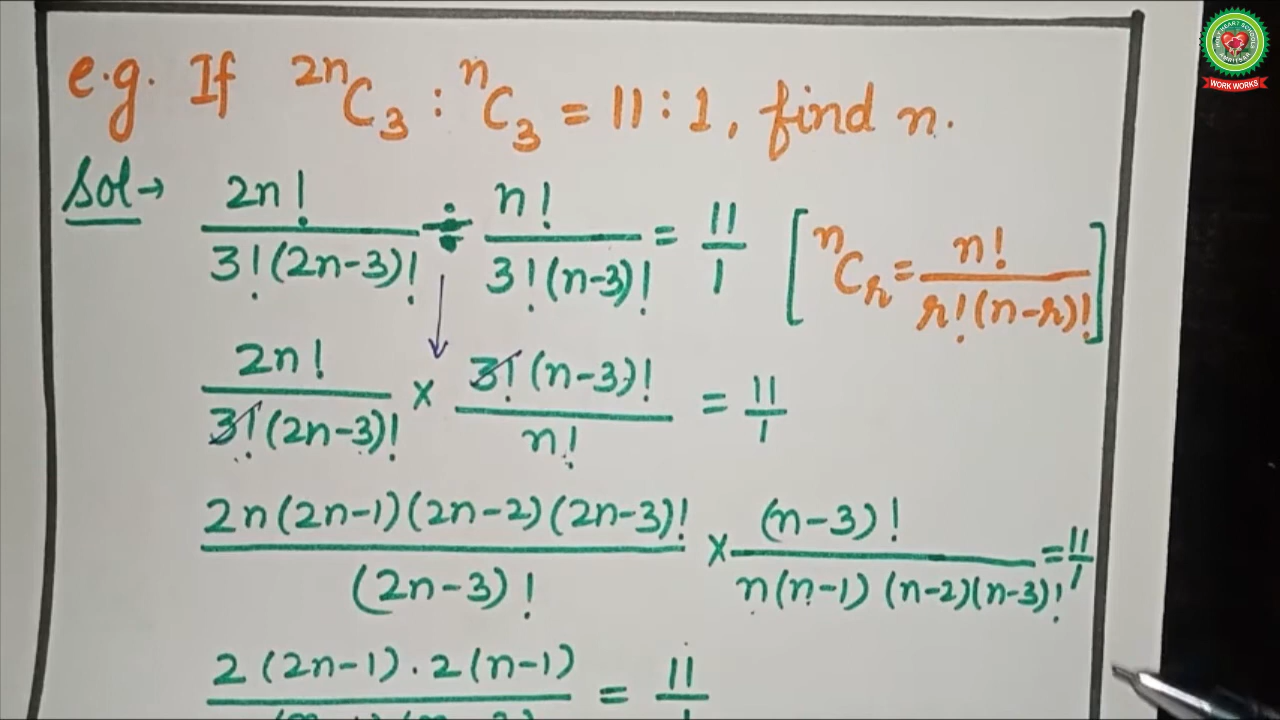 e.g. If ²ⁿC₃ : ⁿC₃ = 11 : 1, find n.
Sol→ 2n!/3!(2n-3)! ÷ n!/3!(n-3)! = 11/1 [ⁿCᵣ = n!/r!(n-r)!]
2n!/3!(2n-3)! × 3!(n-3)!/n! = 11/1
2n(2n-1)(2n-2)(2n-3)!/(2n-3)! × (n-3)!/n(n-1)(n-2)(n-3)! = 11/1
2(2n-1).2(n-1) = 11
WORK WORKS